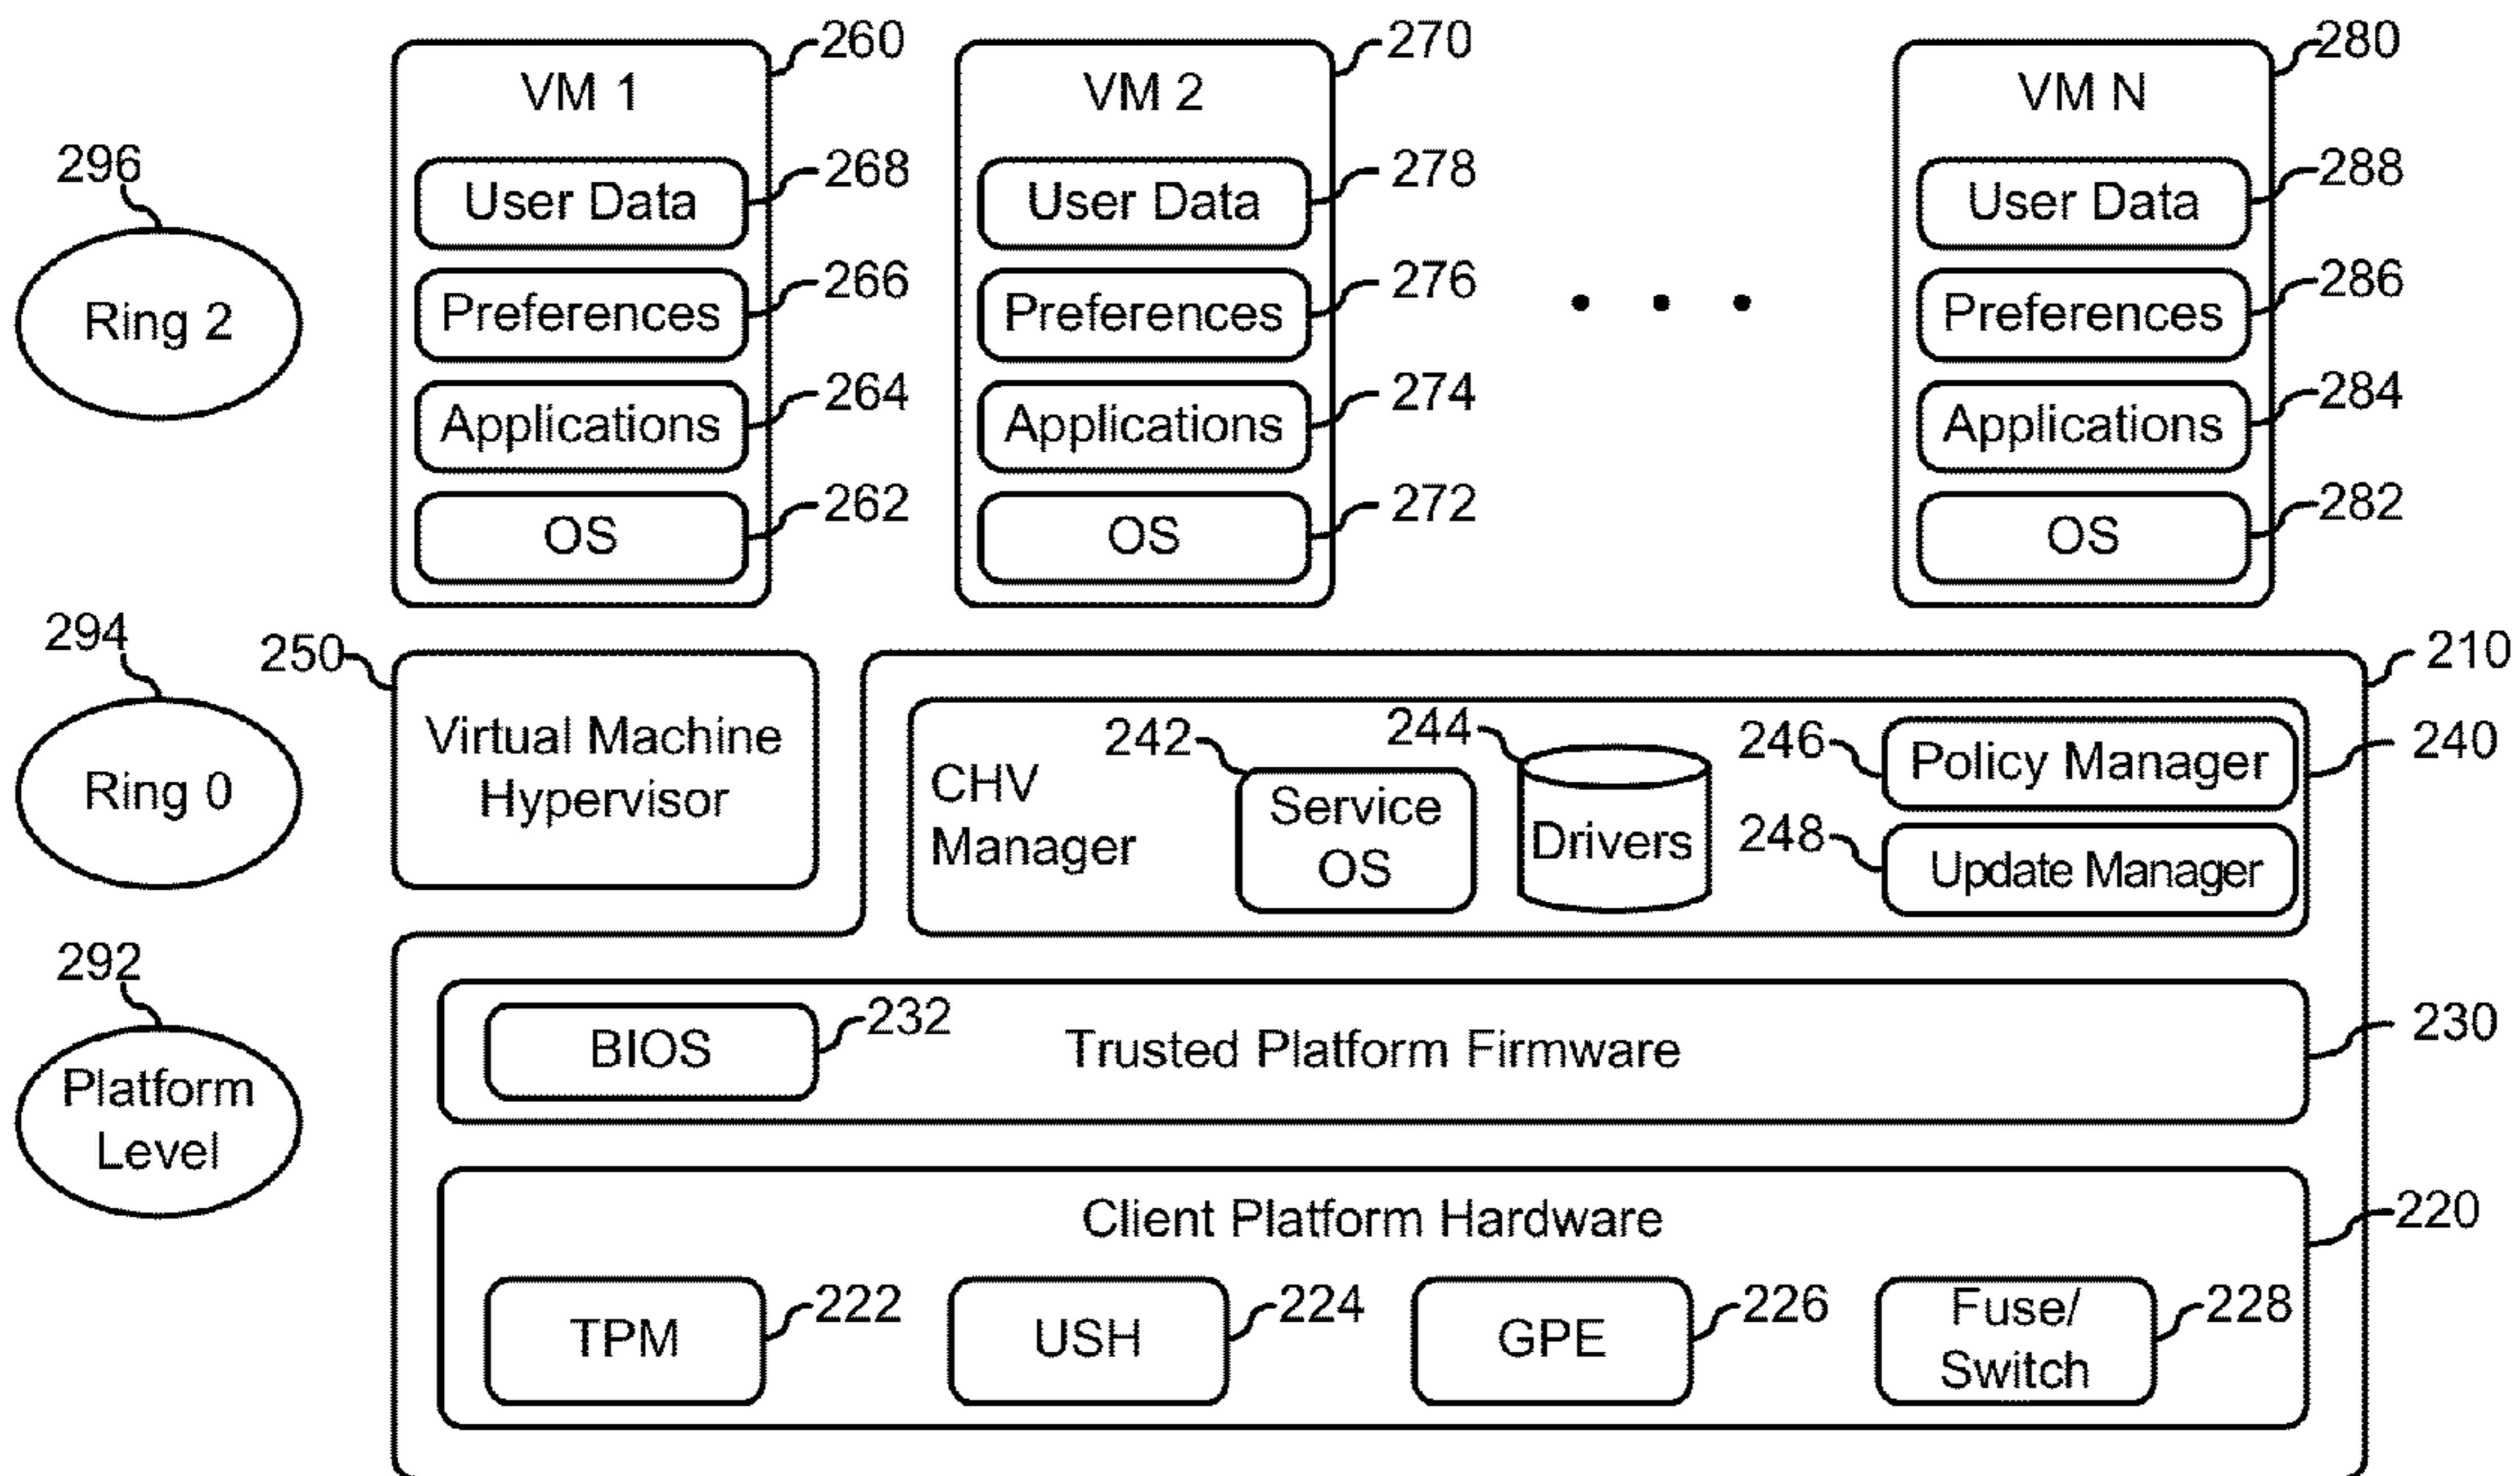 260
270
280
VM 1
VM 2
VM N
296
268
278
288
User Data
User Data
User Data
Ring 2
266
276
286
Preferences
Preferences
Preferences
264
274
284
Applications
Applications
Applications
262
272
282
OS
OS
OS
294
250
210
Ring 0
Virtual Machine
Hypervisor
CHV
Manager
242
Service
OS
244
Drivers
246
Policy Manager
240
248
Update Manager
292
Platform
Level
BIOS
232
Trusted Platform Firmware
230
Client Platform Hardware
220
TPM
222
USH
224
GPE
226
Fuse/
Switch
228